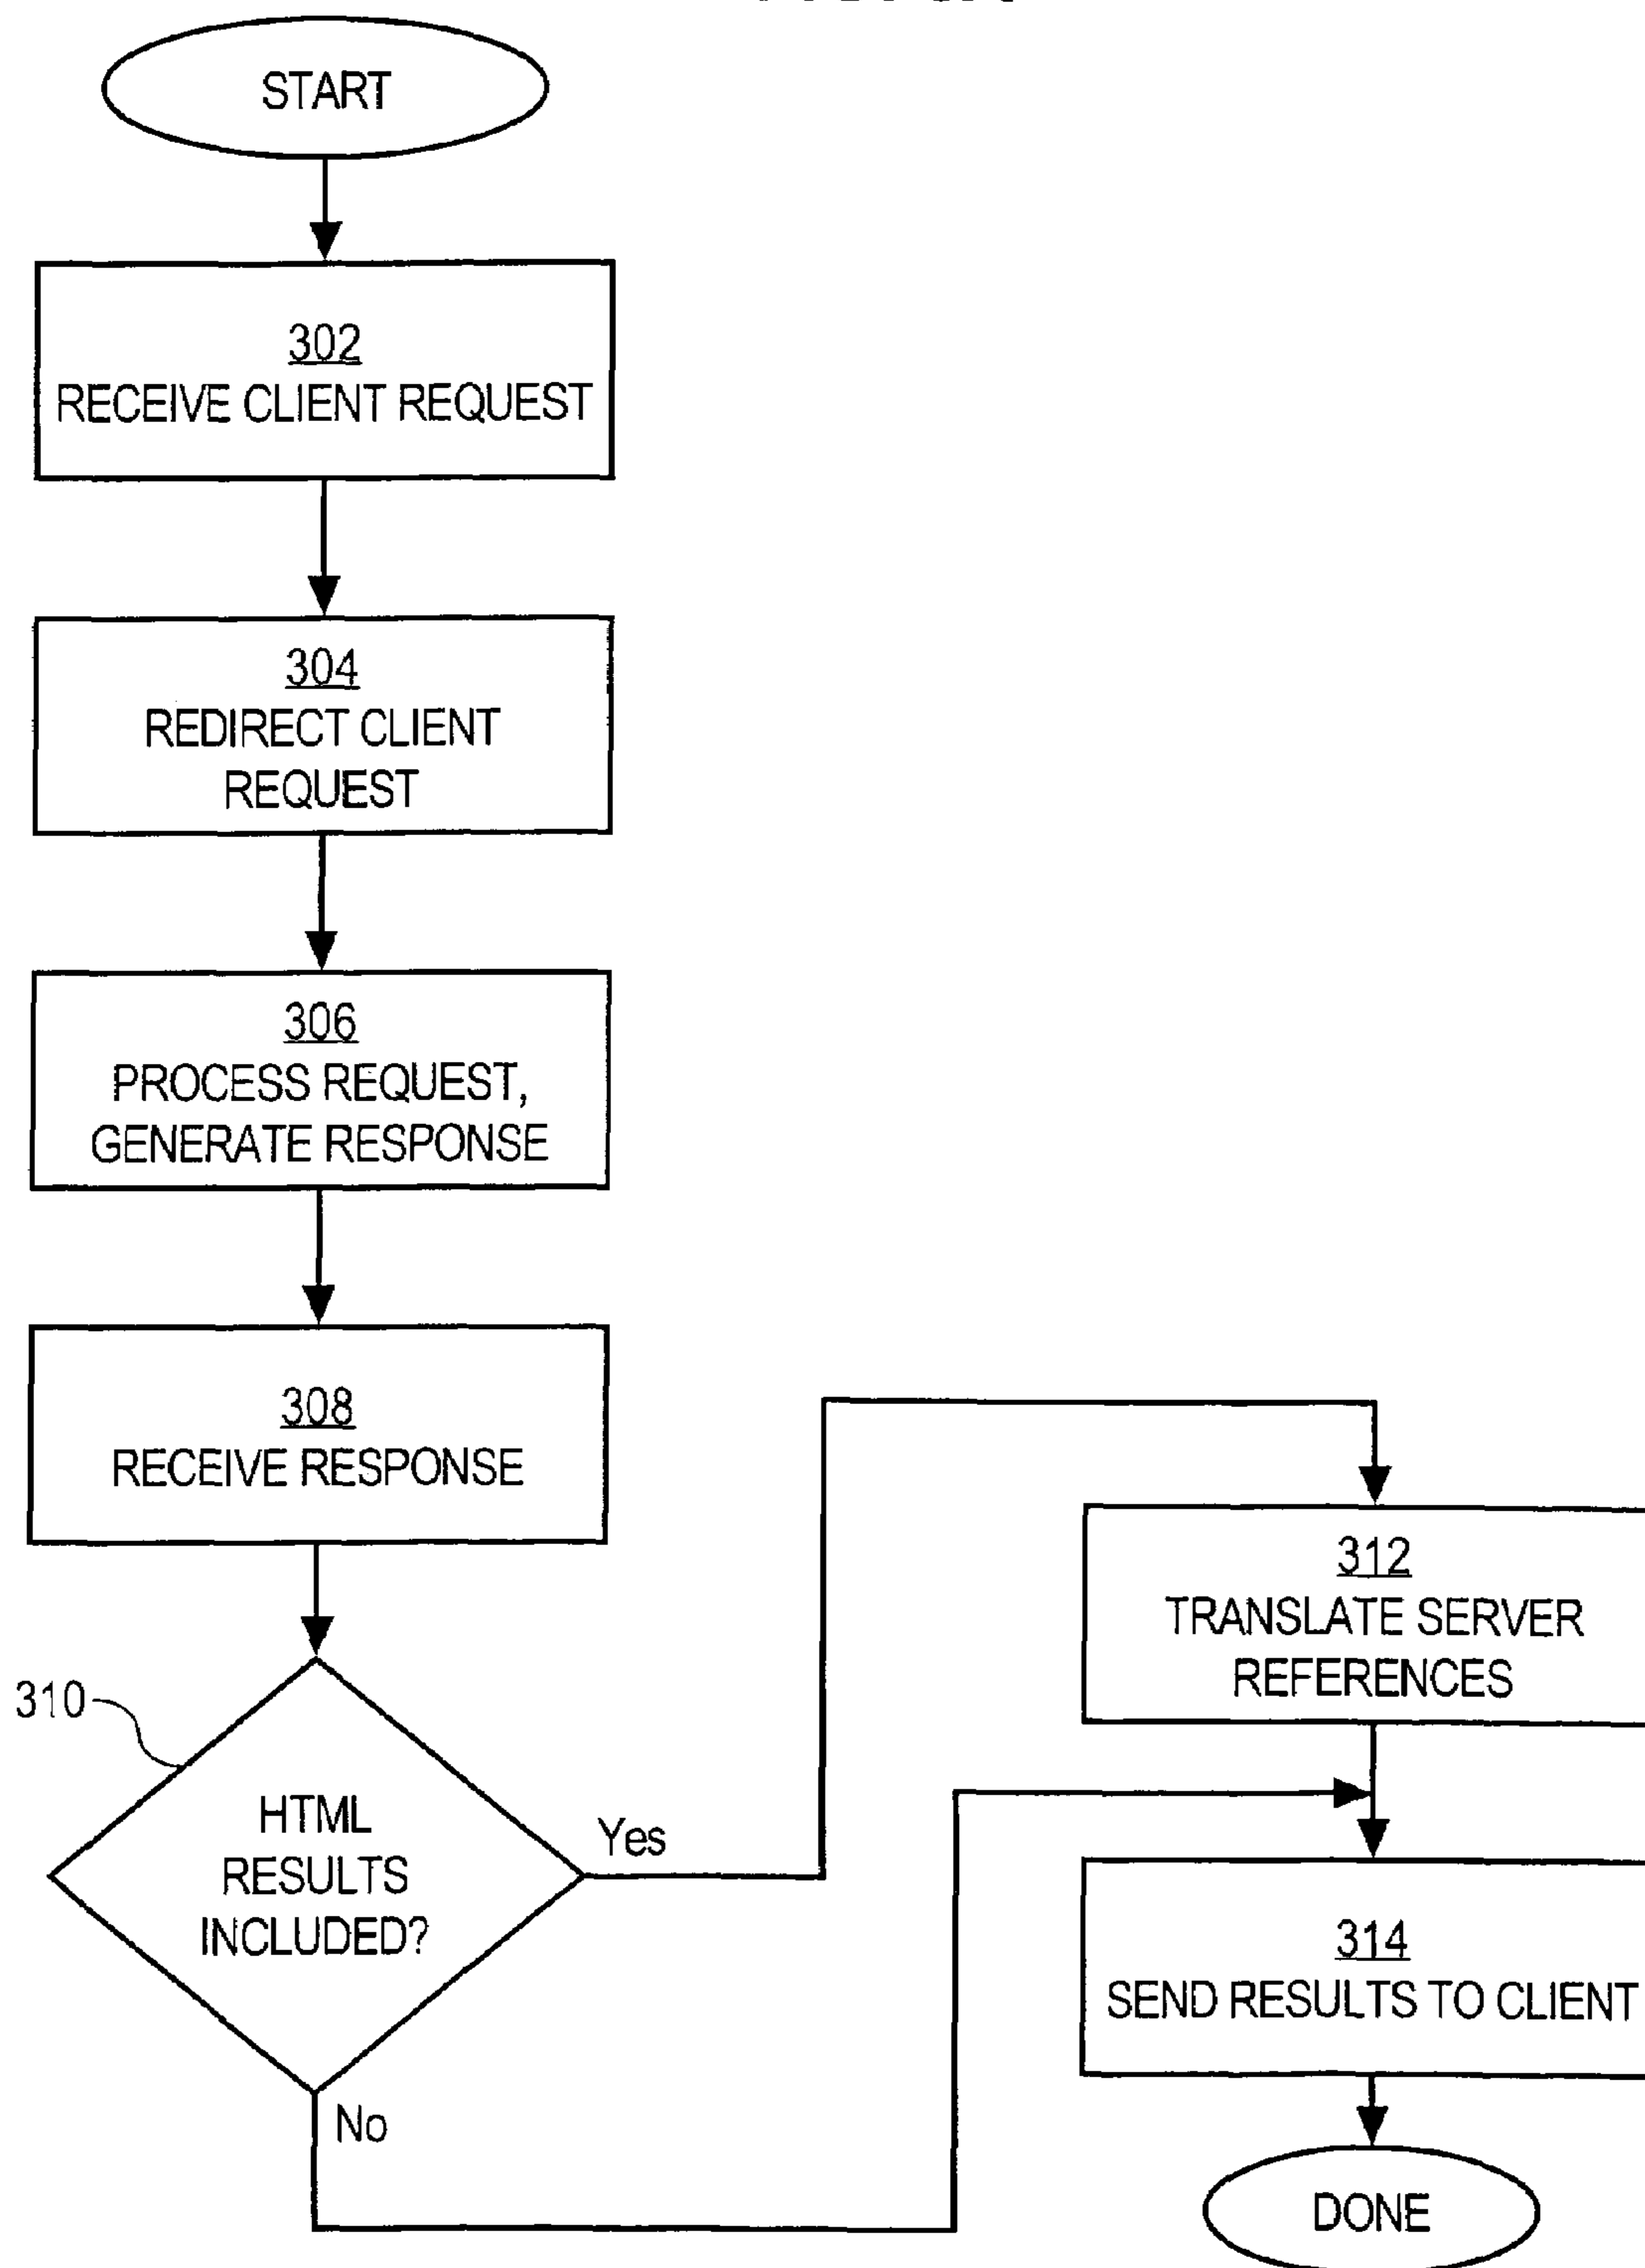 START
302
RECEIVE CLIENT REQUEST
304
REDIRECT CLIENT
REQUEST
306
PROCESS REQUEST,
GENERATE RESPONSE
308
RECEIVE RESPONSE
310
HTML
RESULTS
INCLUDED?
Yes
No
312
TRANSLATE SERVER
REFERENCES
314
SEND RESULTS TO CLIENT
DONE